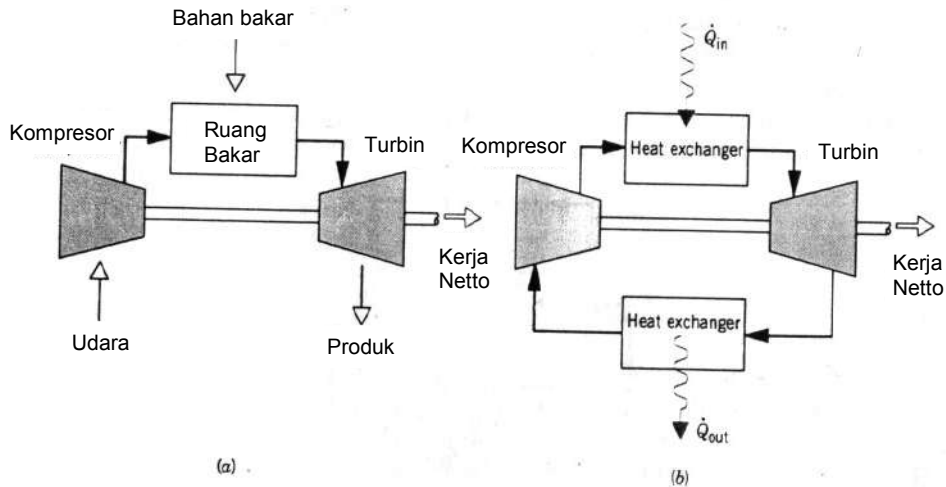 Bahan bakar
Kompresor
Ruang
Bakar
Turbin
Kerja
Netto
Udara
Produk
(a)
Q̇in
Kompresor
Heat exchanger
Turbin
Kerja
Netto
Heat exchanger
Q̇out
(b)